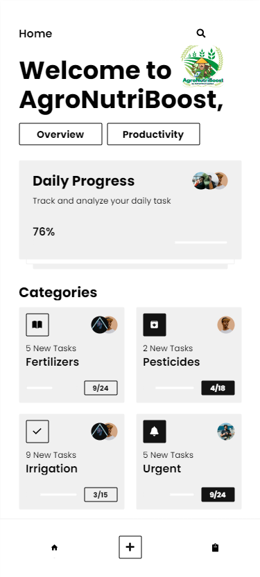 Home
Welcome to
AgroNutriBoost
AgroNutriBoost,
Overview
Productivity
Daily Progress
Track and analyze your daily task
76%
Categories
5 New Tasks
Fertilizers
9/24
2 New Tasks
Pesticides
4/18
9 New Tasks
Irrigation
3/15
5 New Tasks
Urgent
9/24